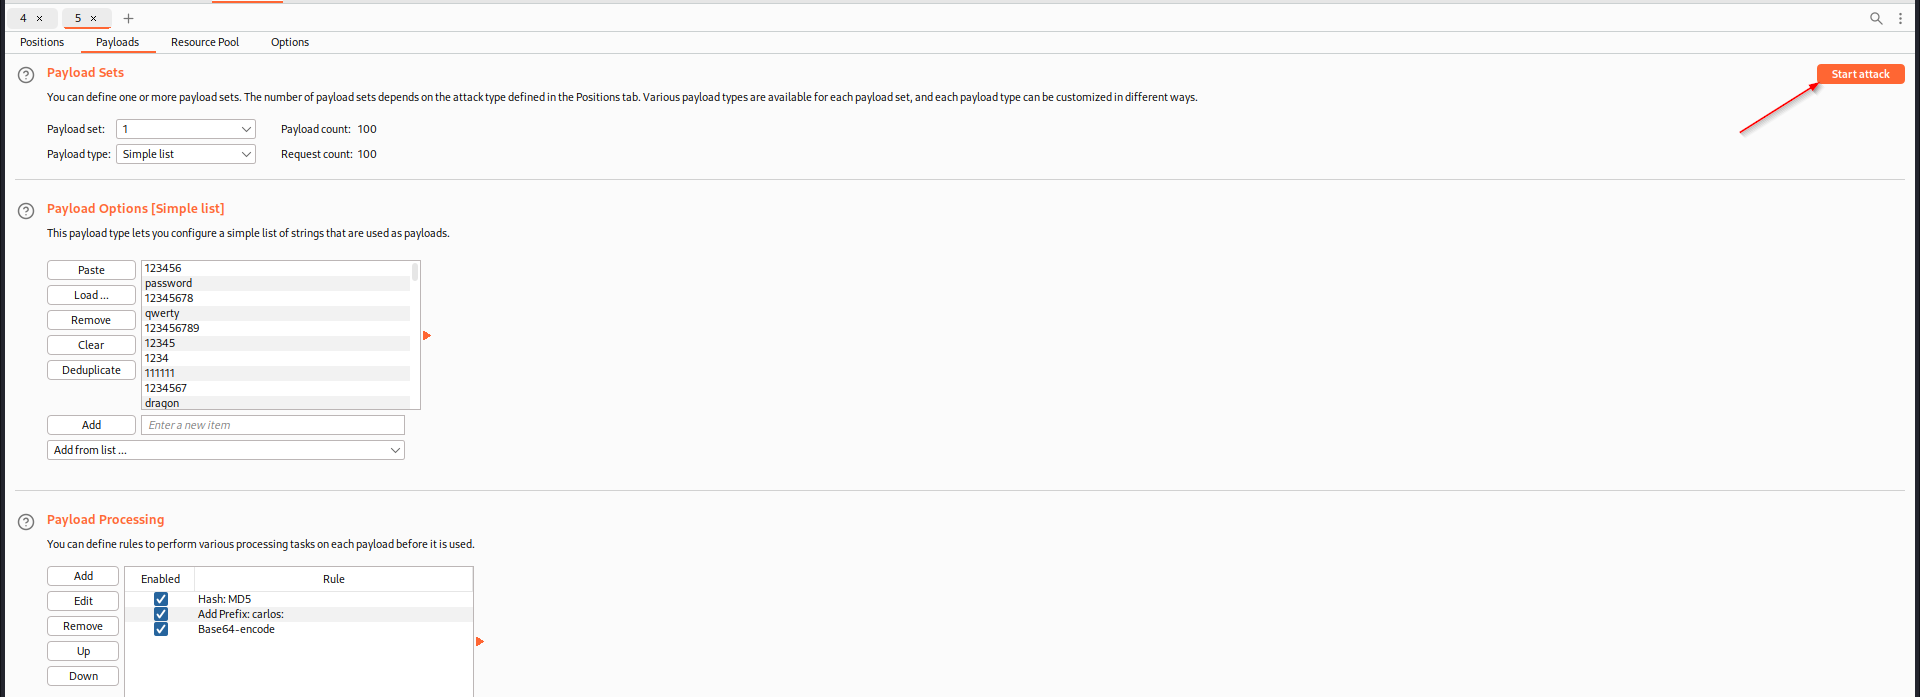 4 × 5 × +
Positions Payloads Resource Pool Options
? Payload Sets
Start attack
You can define one or more payload sets. The number of payload sets depends on the attack type defined in the Positions tab. Various payload types are available for each payload set, and each payload type can be customized in different ways.
Payload set: 1 Payload count: 100
Payload type: Simple list Request count: 100
? Payload Options [Simple list]
This payload type lets you configure a simple list of strings that are used as payloads.
Paste
Load ...
Remove
Clear
Deduplicate
123456
password
12345678
qwerty
123456789
12345
1234
111111
1234567
dragon
Add Enter a new item
Add from list ...
? Payload Processing
You can define rules to perform various processing tasks on each payload before it is used.
Add
Edit
Remove
Up
Down
Enabled Rule
Hash: MD5
Add Prefix: carlos:
Base64-encode